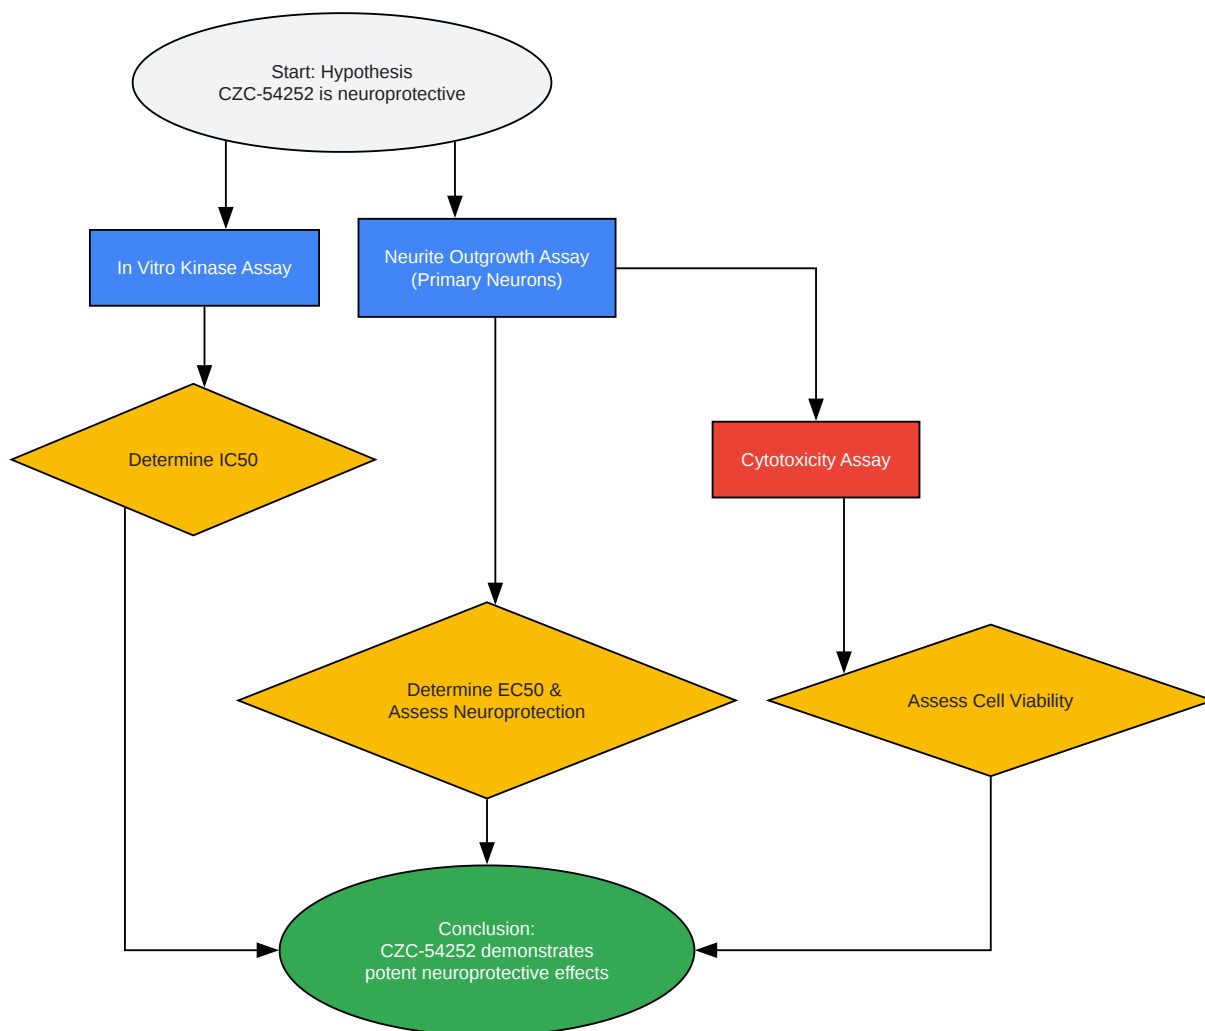 Start: Hypothesis
CZC-54252 is neuroprotective
In Vitro Kinase Assay
Neurite Outgrowth Assay
(Primary Neurons)
Determine IC50
Cytotoxicity Assay
Determine EC50 &
Assess Neuroprotection
Assess Cell Viability
Conclusion:
CZC-54252 demonstrates
potent neuroprotective effects